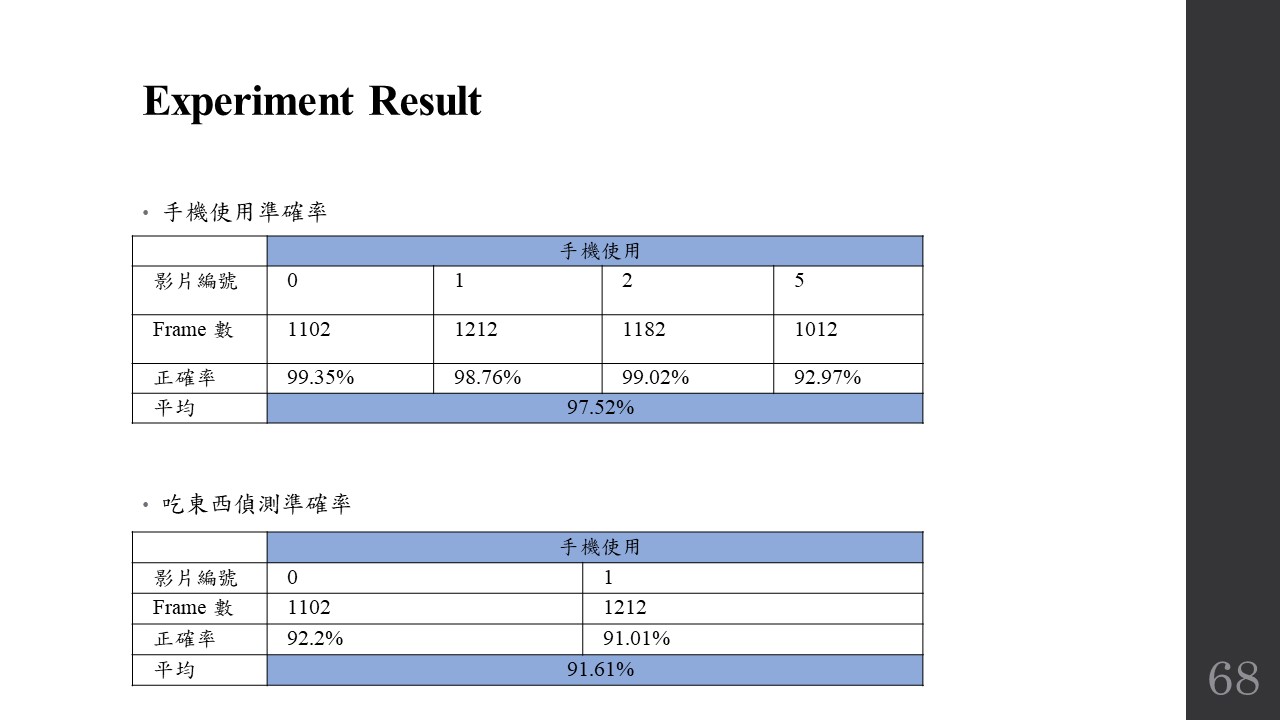 Experiment Result
• 手機使用準確率
手機使用
影片編號 0 1 2 5
Frame 數 1102 1212 1182 1012
正確率 99.35% 98.76% 99.02% 92.97%
平均 97.52%
• 吃東西偵測準確率
手機使用
影片編號 0 1
Frame 數 1102 1212
正確率 92.2% 91.01%
平均 91.61%
68